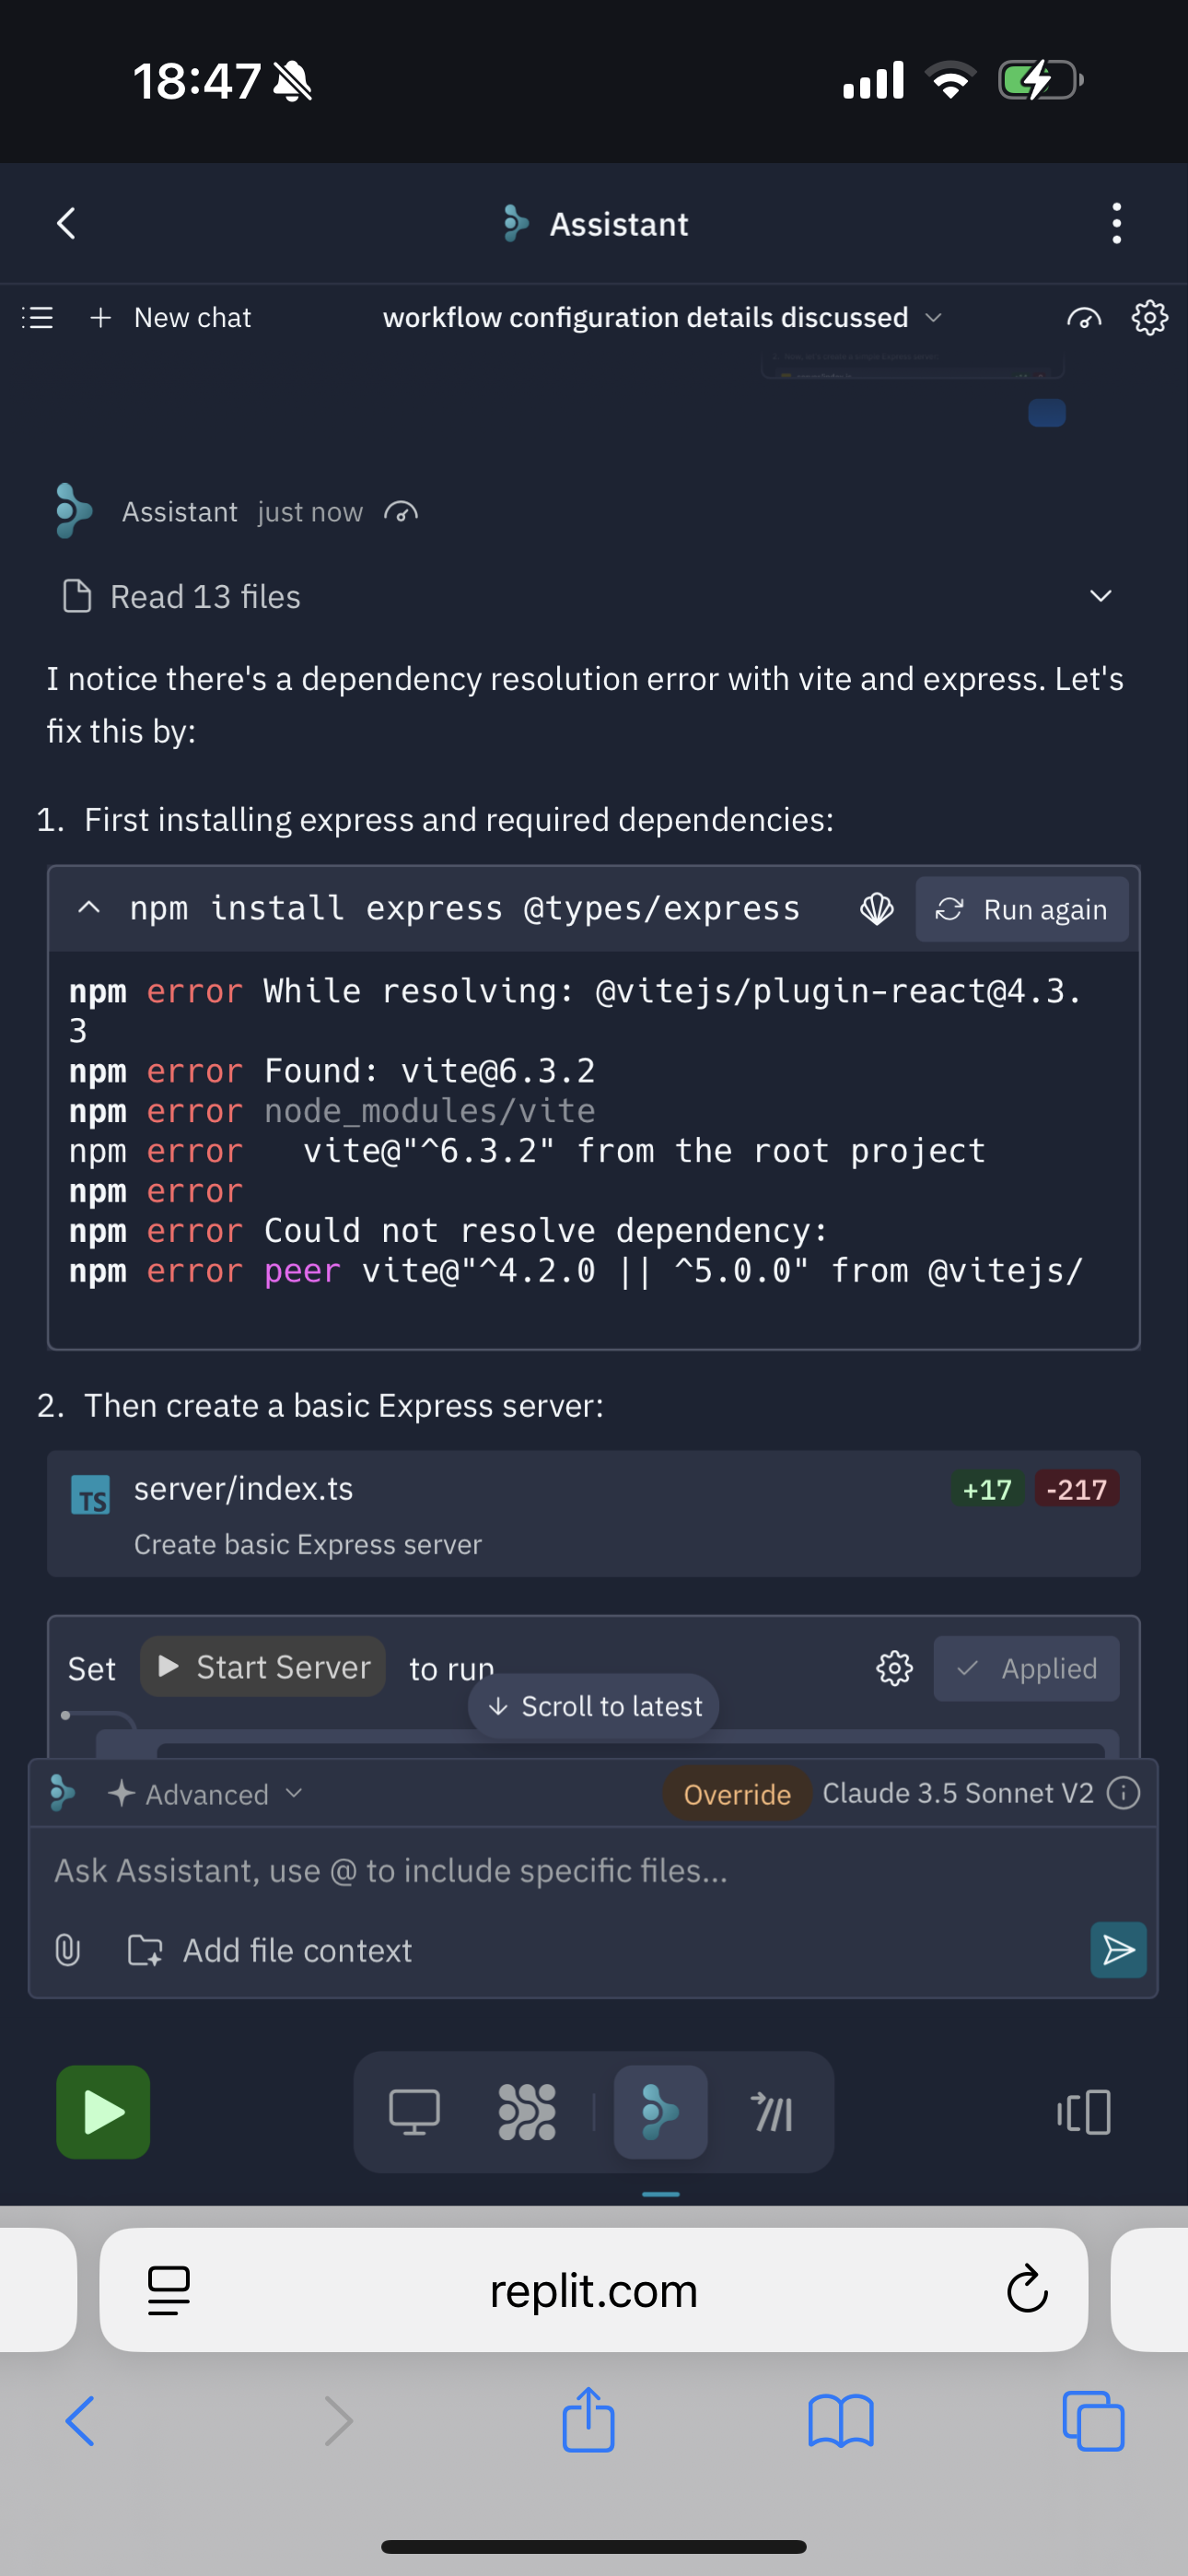 18:47
Assistant
New chat
workflow configuration details discussed
Assistant just now
Read 13 files
I notice there's a dependency resolution error with vite and express. Let's
fix this by:
1. First installing express and required dependencies:
npm install express @types/express
Run again
npm error While resolving: @vitejs/plugin-react@4.3.
3
npm error Found: vite@6.3.2
npm error node_modules/vite
npm error   vite@"^6.3.2" from the root project
npm error
npm error Could not resolve dependency:
npm error peer vite@"^4.2.0 || ^5.0.0" from @vitejs/
2. Then create a basic Express server:
TS server/index.ts +17 -217
Create basic Express server
Set Start Server to run Applied
Scroll to latest
Advanced Override Claude 3.5 Sonnet V2
Ask Assistant, use @ to include specific files...
Add file context
replit.com